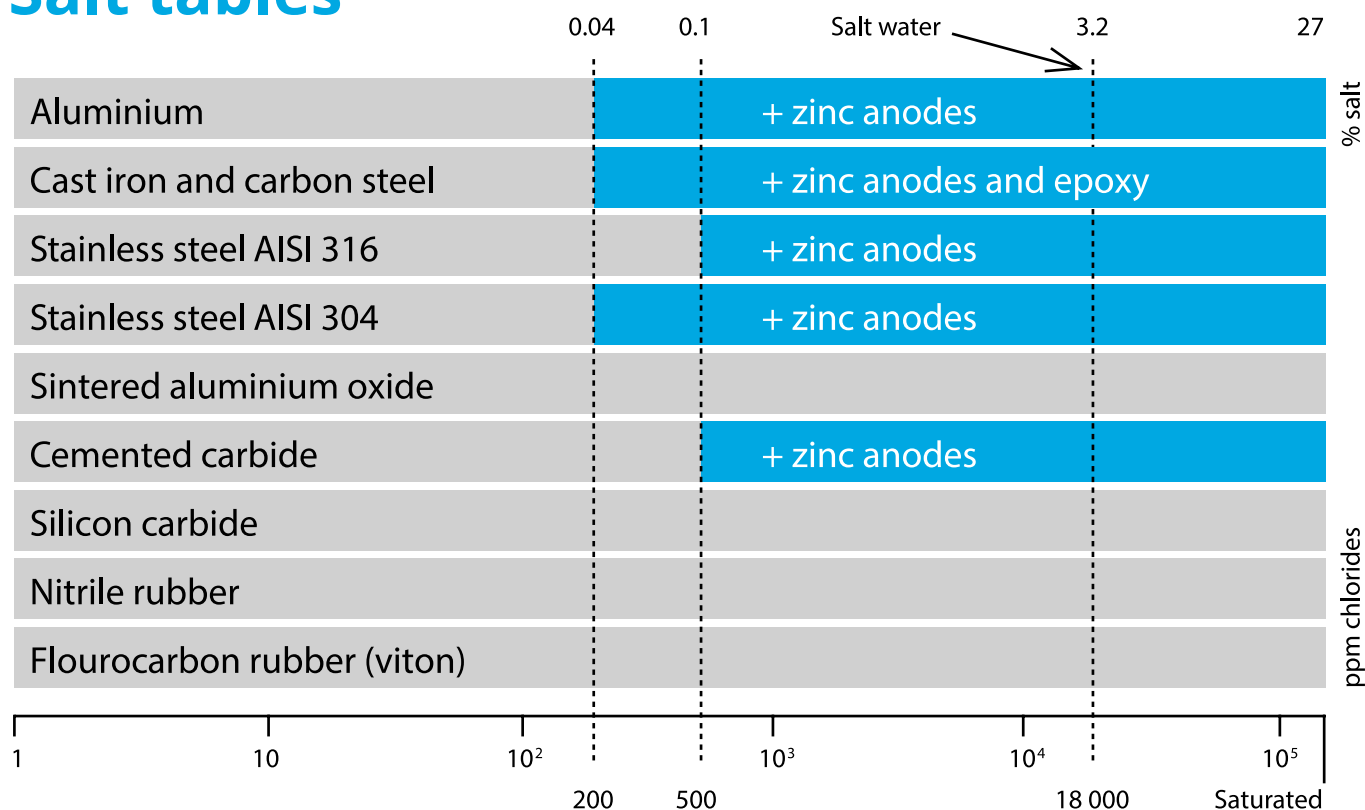 Salt tables
0.04 0.1 Salt water 3.2 27
% salt
Aluminium + zinc anodes
Cast iron and carbon steel + zinc anodes and epoxy
Stainless steel AISI 316 + zinc anodes
Stainless steel AISI 304 + zinc anodes
Sintered aluminium oxide
Cemented carbide + zinc anodes
Silicon carbide
Nitrile rubber
Flourocarbon rubber (viton)
ppm chlorides
1 10 10² 10³ 10⁴ 10⁵
200 500 18 000 Saturated